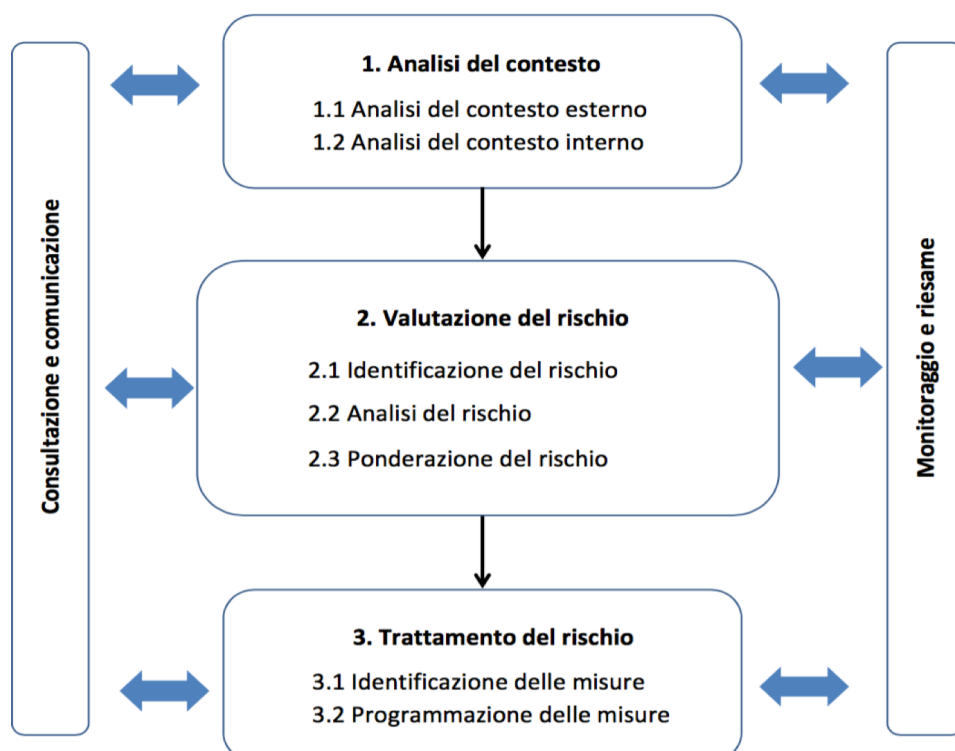 Consultazione e comunicazione
1. Analisi del contesto
1.1 Analisi del contesto esterno
1.2 Analisi del contesto interno
2. Valutazione del rischio
2.1 Identificazione del rischio
2.2 Analisi del rischio
2.3 Ponderazione del rischio
3. Trattamento del rischio
3.1 Identificazione delle misure
3.2 Programmazione delle misure
Monitoraggio e riesame